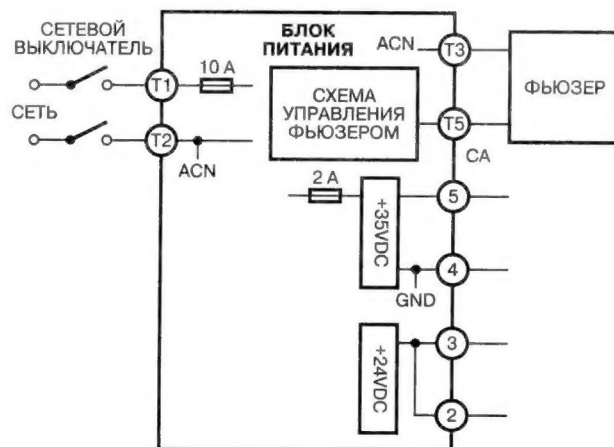 СЕТЕВОЙ
ВЫКЛЮЧАТЕЛЬ
БЛОК
ПИТАНИЯ
ACN
T3
T1
10 A
ФЬЮЗЕР
СЕТЬ
СХЕМА
УПРАВЛЕНИЯ
ФЬЮЗЕРОМ
T2
T5
ACN
CA
2 A
5
+35VDC
4
GND
3
+24VDC
2